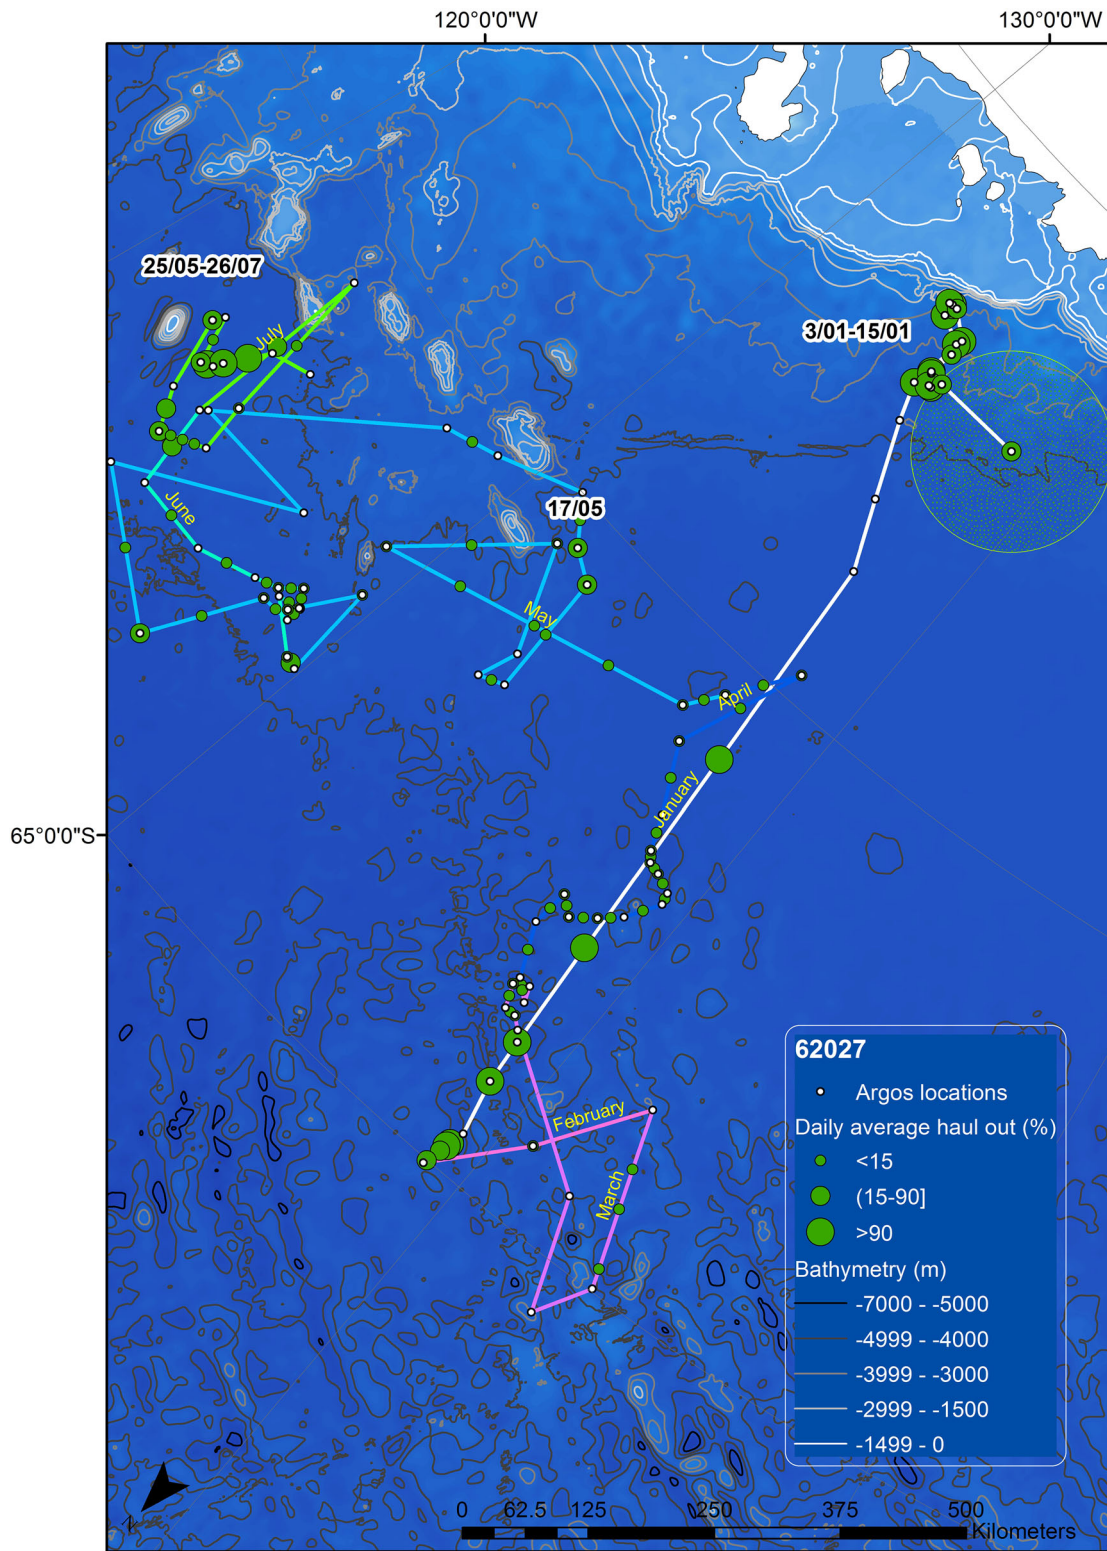 120°0'0"W
130°0'0"W
25/05-26/07
3/01-15/01
July
17/05
June
May
April
January
65°0'0"S
February
March
62027
Argos locations
Daily average haul out (%)
<15
(15-90]
>90
Bathymetry (m)
-7000 - -5000
-4999 - -4000
-3999 - -3000
-2999 - -1500
-1499 - 0
N
0 62.5 125 250 375 500
Kilometers